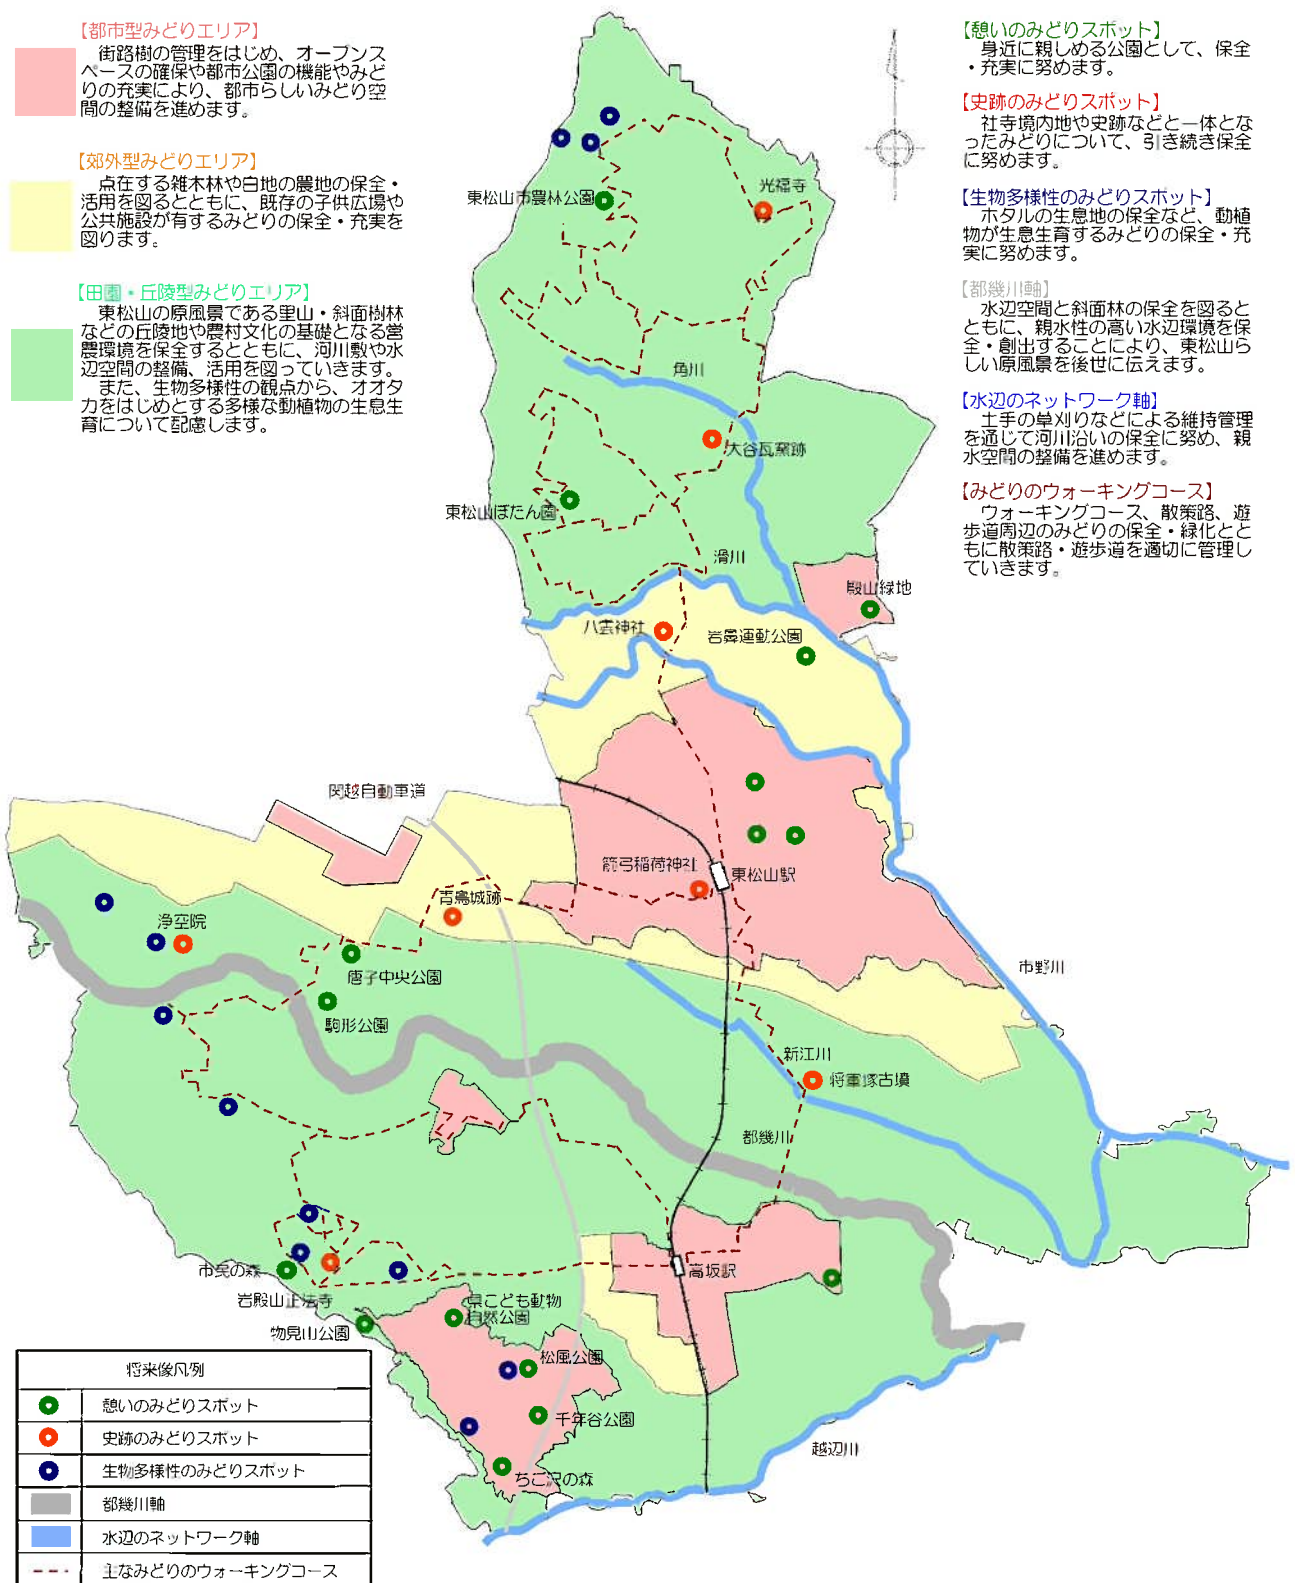 【都市型みどりエリア】
街路樹の管理をはじめ、オープンス
ペースの確保や都市公園の機能やみど
りの充実により、都市らしいみどり空
間の整備を進めます。
【郊外型みどりエリア】
点在する雑木林や白地の農地の保全・
活用を図るとともに、既存の子供広場や
公共施設が有するみどりの保全・充実を
図ります。
【田園・丘陵型みどりエリア】
東松山の原風景である里山・斜面樹林
などの丘陵地や農村文化の基礎となる営
農環境を保全するとともに、河川敷や水
辺空間の整備、活用を図っていきます。
また、生物多様性の観点から、オオタ
カをはじめとする多様な動植物の生息生
育について配慮します。
【憩いのみどりスポット】
身近に親しめる公園として、保全
・充実に努めます。
【史跡のみどりスポット】
社寺境内地や史跡などと一体とな
ったみどりについて、引き続き保全
に努めます。
【生物多様性のみどりスポット】
ホタルの生息地の保全など、動植
物が生息生育するみどりの保全・充
実に努めます。
【都幾川軸】
水辺空間と斜面林の保全を図ると
ともに、親水性の高い水辺環境を保
全・創出することにより、東松山ら
しい原風景を後世に伝えます。
【水辺のネットワーク軸】
土手の草刈りなどによる維持管理
を通じて河川沿いの保全に努め、親
水空間の整備を進めます。
【みどりのウォーキングコース】
ウォーキングコース、散策路、遊
歩道周辺のみどりの保全・緑化とと
もに散策路・遊歩道を適切に管理し
ていきます。
東松山市農林公園
光福寺
角川
大谷瓦窯跡
東松山ぼたん園
滑川
殿山緑地
八雲神社
岩鼻運動公園
関越自動車道
箭弓稲荷神社
東松山駅
青鳥城跡
浄空院
唐子中央公園
駒形公園
市野川
新江川
将軍塚古墳
都幾川
市民の森
岩殿山正法寺
物見山公園
県こども動物
自然公園
高坂駅
松風公園
千年谷公園
ちご沢の森
越辺川
将来像凡例
憩いのみどりスポット
史跡のみどりスポット
生物多様性のみどりスポット
都幾川軸
水辺のネットワーク軸
主なみどりのウォーキングコース